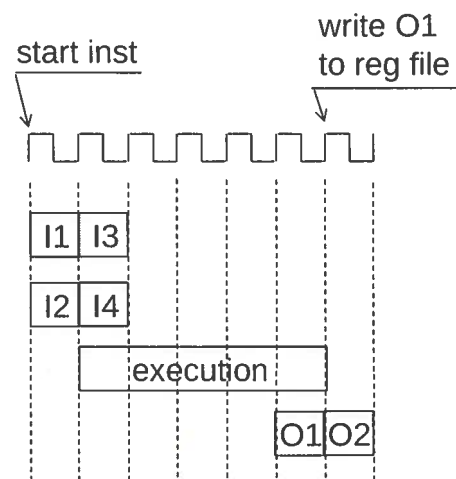 start inst
write O1
to reg file
I1 I3
I2 I4
execution
O1 O2